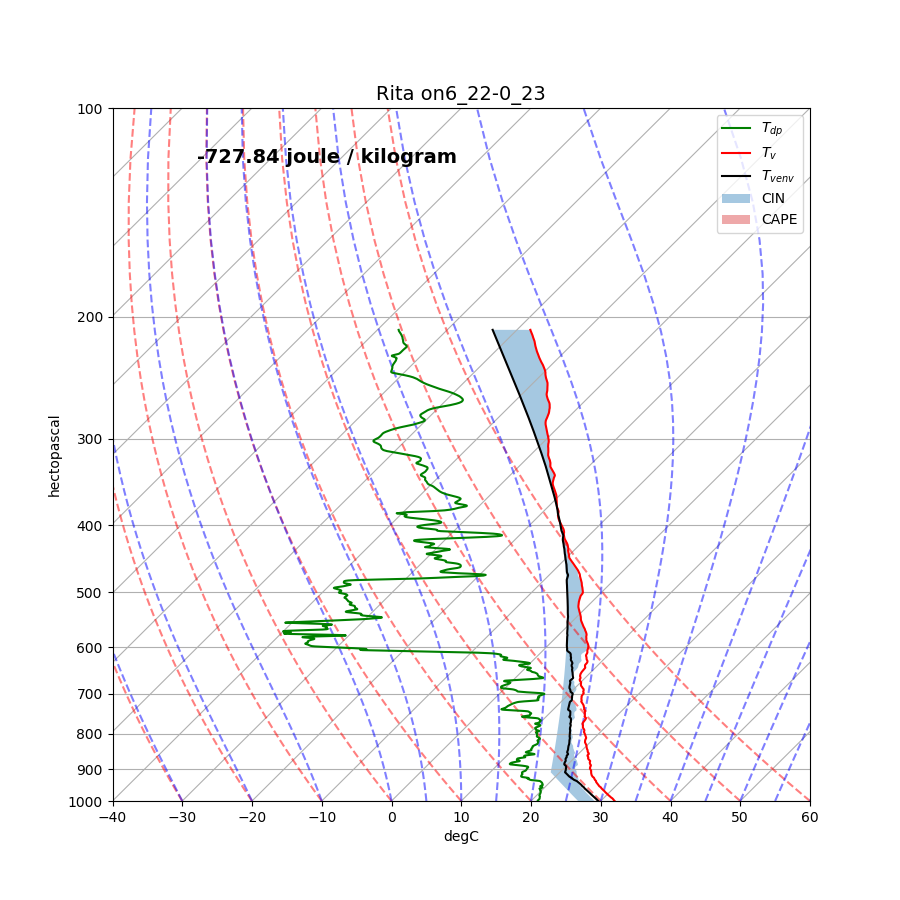 Rita on6_22-0_23
-727.84 joule / kilogram
T_dp
T_v
T_venv
CIN
CAPE
hectopascal
100
200
300
400
500
600
700
800
900
1000
−40 −30 −20 −10 0 10 20 30 40 50 60
degC